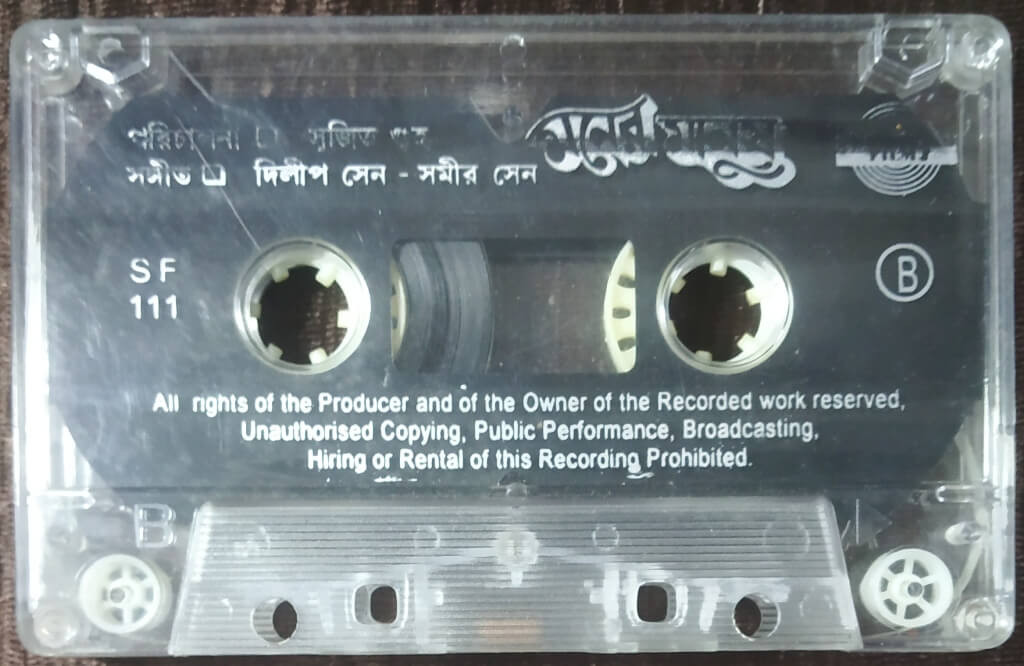 পরিচালনা □ সুজিত গুহ
সঙ্গীত □ দিলীপ সেন - সমীর সেন
মনের মানুষ
S F
111
B
All rights of the Producer and of the Owner of the Recorded work reserved,
Unauthorised Copying, Public Performance, Broadcasting,
Hiring or Rental of this Recording Prohibited.
B
A